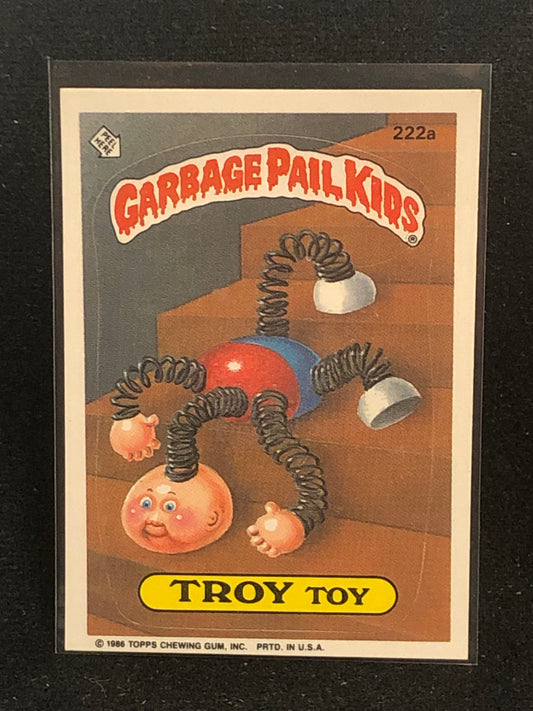 222a
PEEL
HERE
GARBAGE PAIL KIDS®
TROY TOY
© 1986 TOPPS CHEWING GUM, INC. PRTD. IN U.S.A.